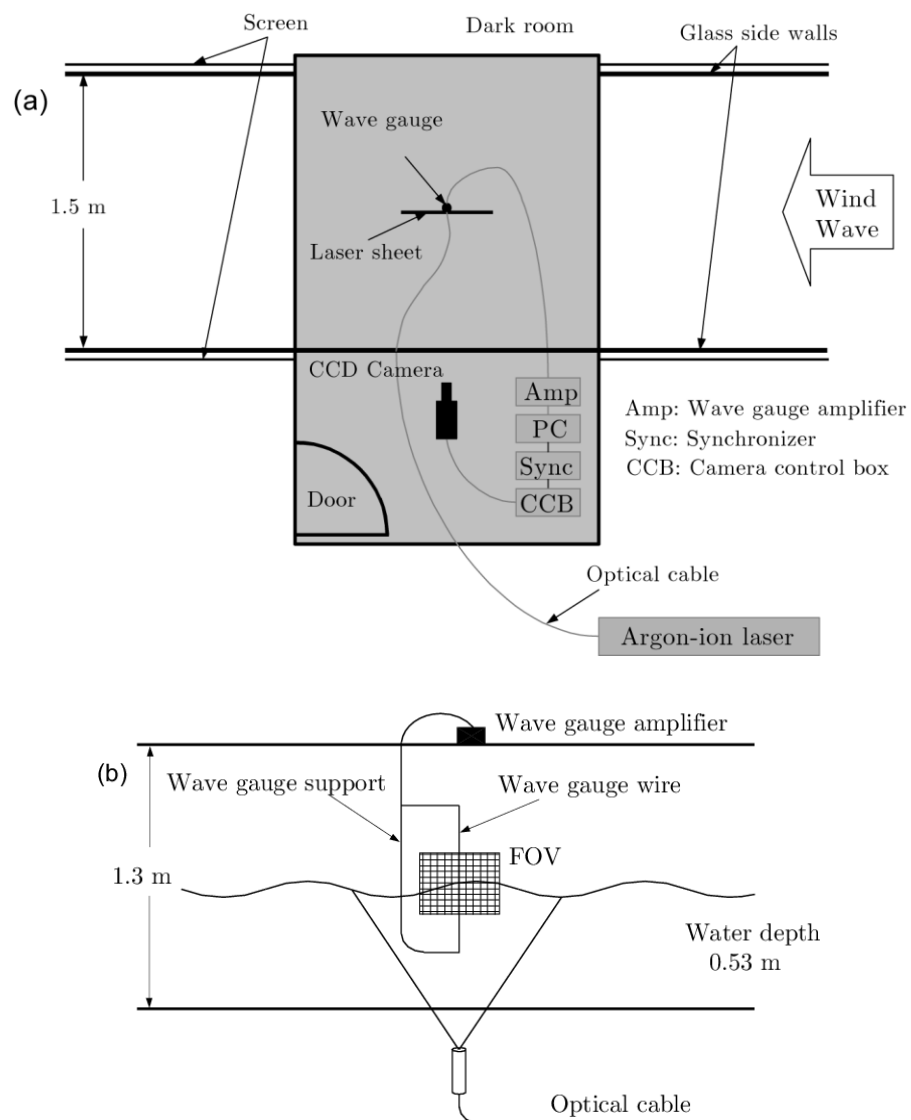 Screen
Dark room
Glass side walls
(a)
Wave gauge
1.5 m
Wind
Wave
Laser sheet
CCD Camera
Amp
PC
Sync
CCB
Amp: Wave gauge amplifier
Sync: Synchronizer
CCB: Camera control box
Door
Optical cable
Argon-ion laser
Wave gauge amplifier
(b)
Wave gauge support
Wave gauge wire
FOV
1.3 m
Water depth
0.53 m
Optical cable